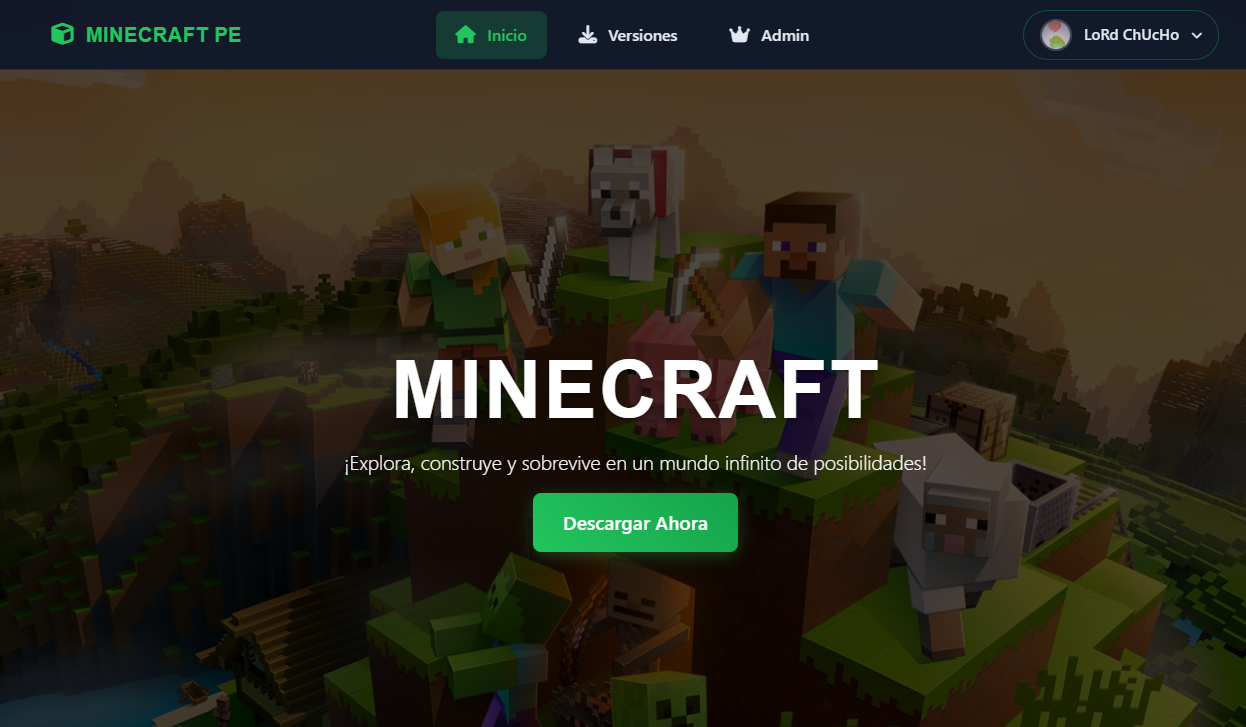 MINECRAFT PE
Inicio
Versiones
Admin
LoRd ChUcHo
MINECRAFT
¡Explora, construye y sobrevive en un mundo infinito de posibilidades!
Descargar Ahora